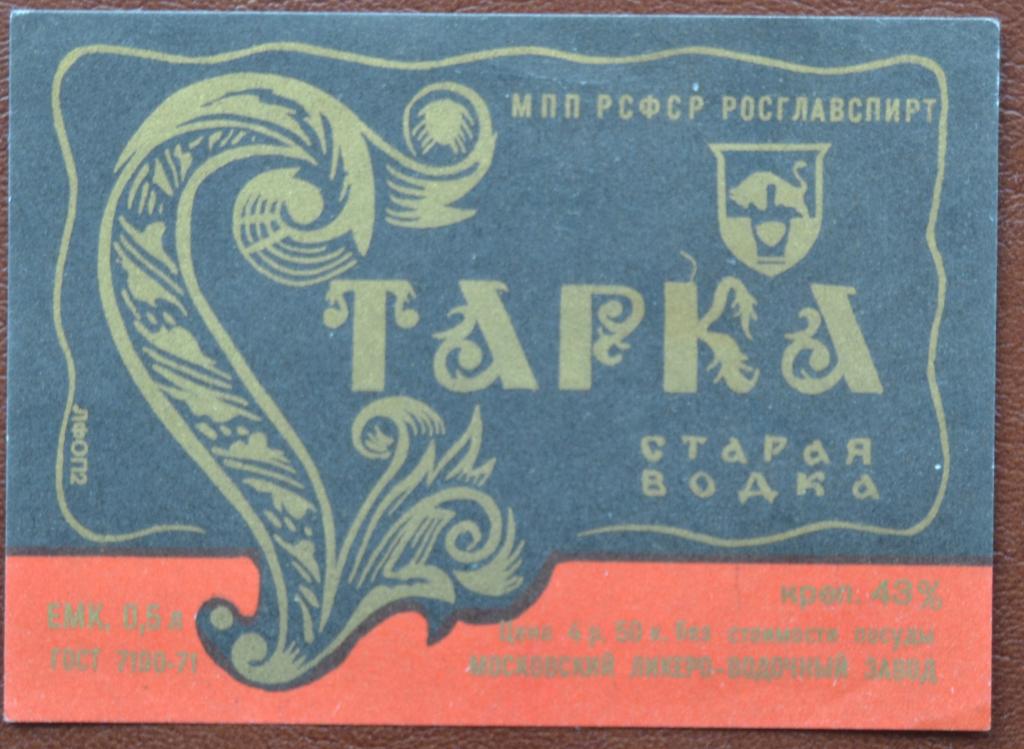 МПП РСФСР РОСГЛАВСПИРТ
СТАРКА
СТАРАЯ
ВОДКА
ЛФОП2
ЕМК. 0,5 л
ГОСТ 7190-71
креп. 43%
Цена 4 р. 50 к. Без стоимости посуды
МОСКОВСКИЙ ЛИКЕРО-ВОДОЧНЫЙ ЗАВОД